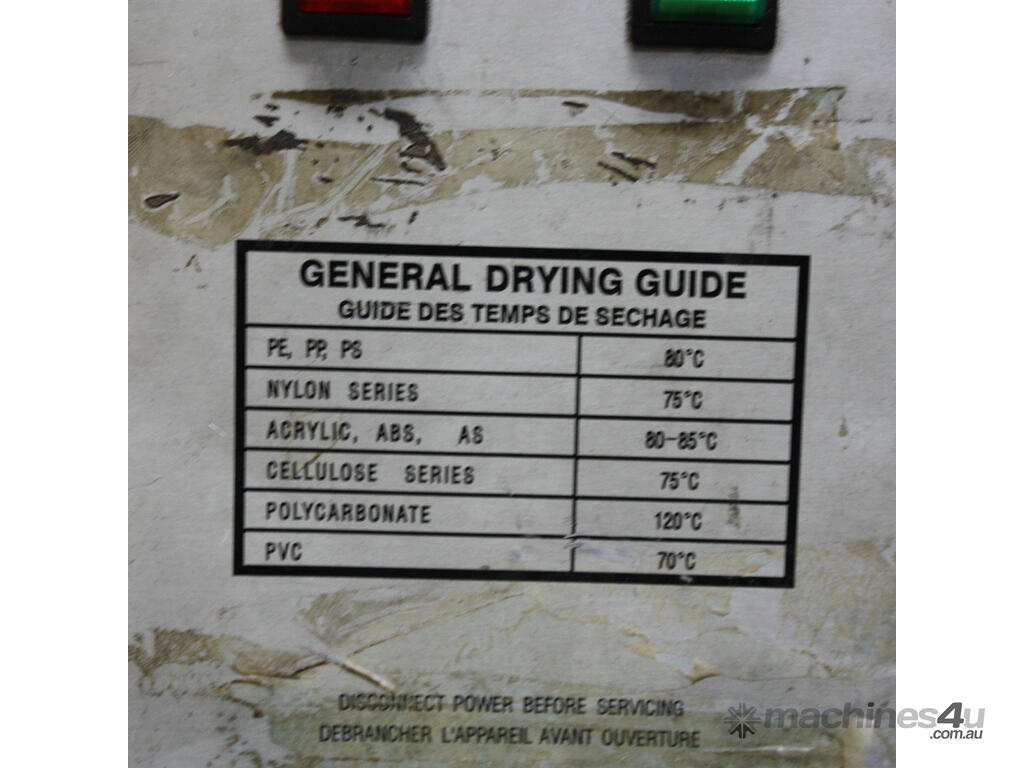 GENERAL DRYING GUIDE
GUIDE DES TEMPS DE SECHAGE
PE, PP, PS 80°C
NYLON SERIES 75°C
ACRYLIC, ABS, AS 80-85°C
CELLULOSE SERIES 75°C
POLYCARBONATE 120°C
PVC 70°C
DISCONNECT POWER BEFORE SERVICING
DEBRANCHER L'APPAREIL AVANT OUVERTURE
machines4u
.com.au